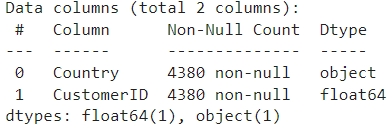 Data columns (total 2 columns):
 #   Column      Non-Null Count  Dtype
---  ------      --------------  -----
 0   Country     4380 non-null   object
 1   CustomerID  4380 non-null   float64
dtypes: float64(1), object(1)